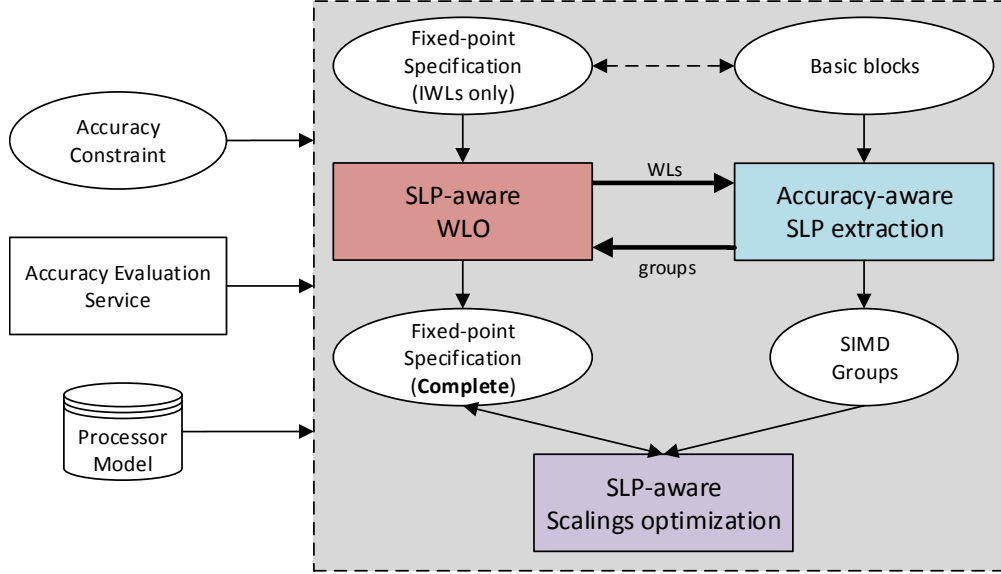 Fixed-point
Specification
(IWLs only)
Basic blocks
Accuracy
Constraint
SLP-aware
WLO
WLs
groups
Accuracy-aware
SLP extraction
Accuracy Evaluation
Service
Fixed-point
Specification
(Complete)
SIMD
Groups
Processor
Model
SLP-aware
Scalings optimization